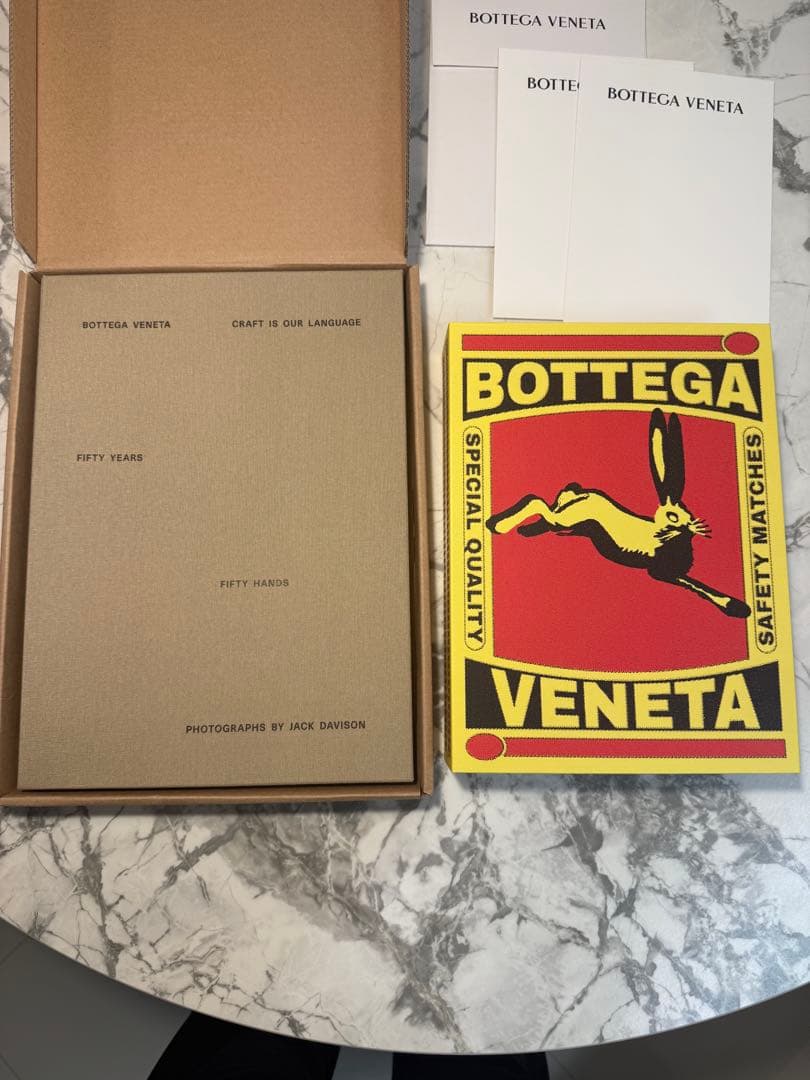 BOTTEGA VENETA
BOTTE
BOTTEGA VENETA
BOTTEGA VENETA
CRAFT IS OUR LANGUAGE
FIFTY YEARS
FIFTY HANDS
PHOTOGRAPHS BY JACK DAVISON
BOTTEGA
SPECIAL QUALITY
SAFETY MATCHES
VENETA